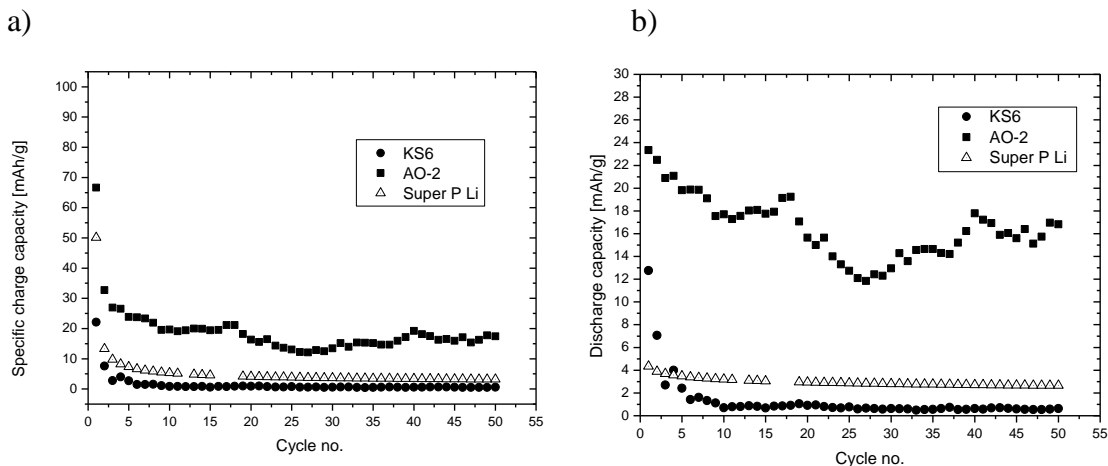 a)
b)
100
90
80
70
60
50
40
30
20
10
0
Specific charge capacity [mAh/g]
KS6
AO-2
Super P Li
0 5 10 15 20 25 30 35 40 45 50 55
Cycle no.
30
28
26
24
22
20
18
16
14
12
10
8
6
4
2
0
Discharge capacity [mAh/g]
KS6
AO-2
Super P Li
0 5 10 15 20 25 30 35 40 45 50 55
Cycle no.